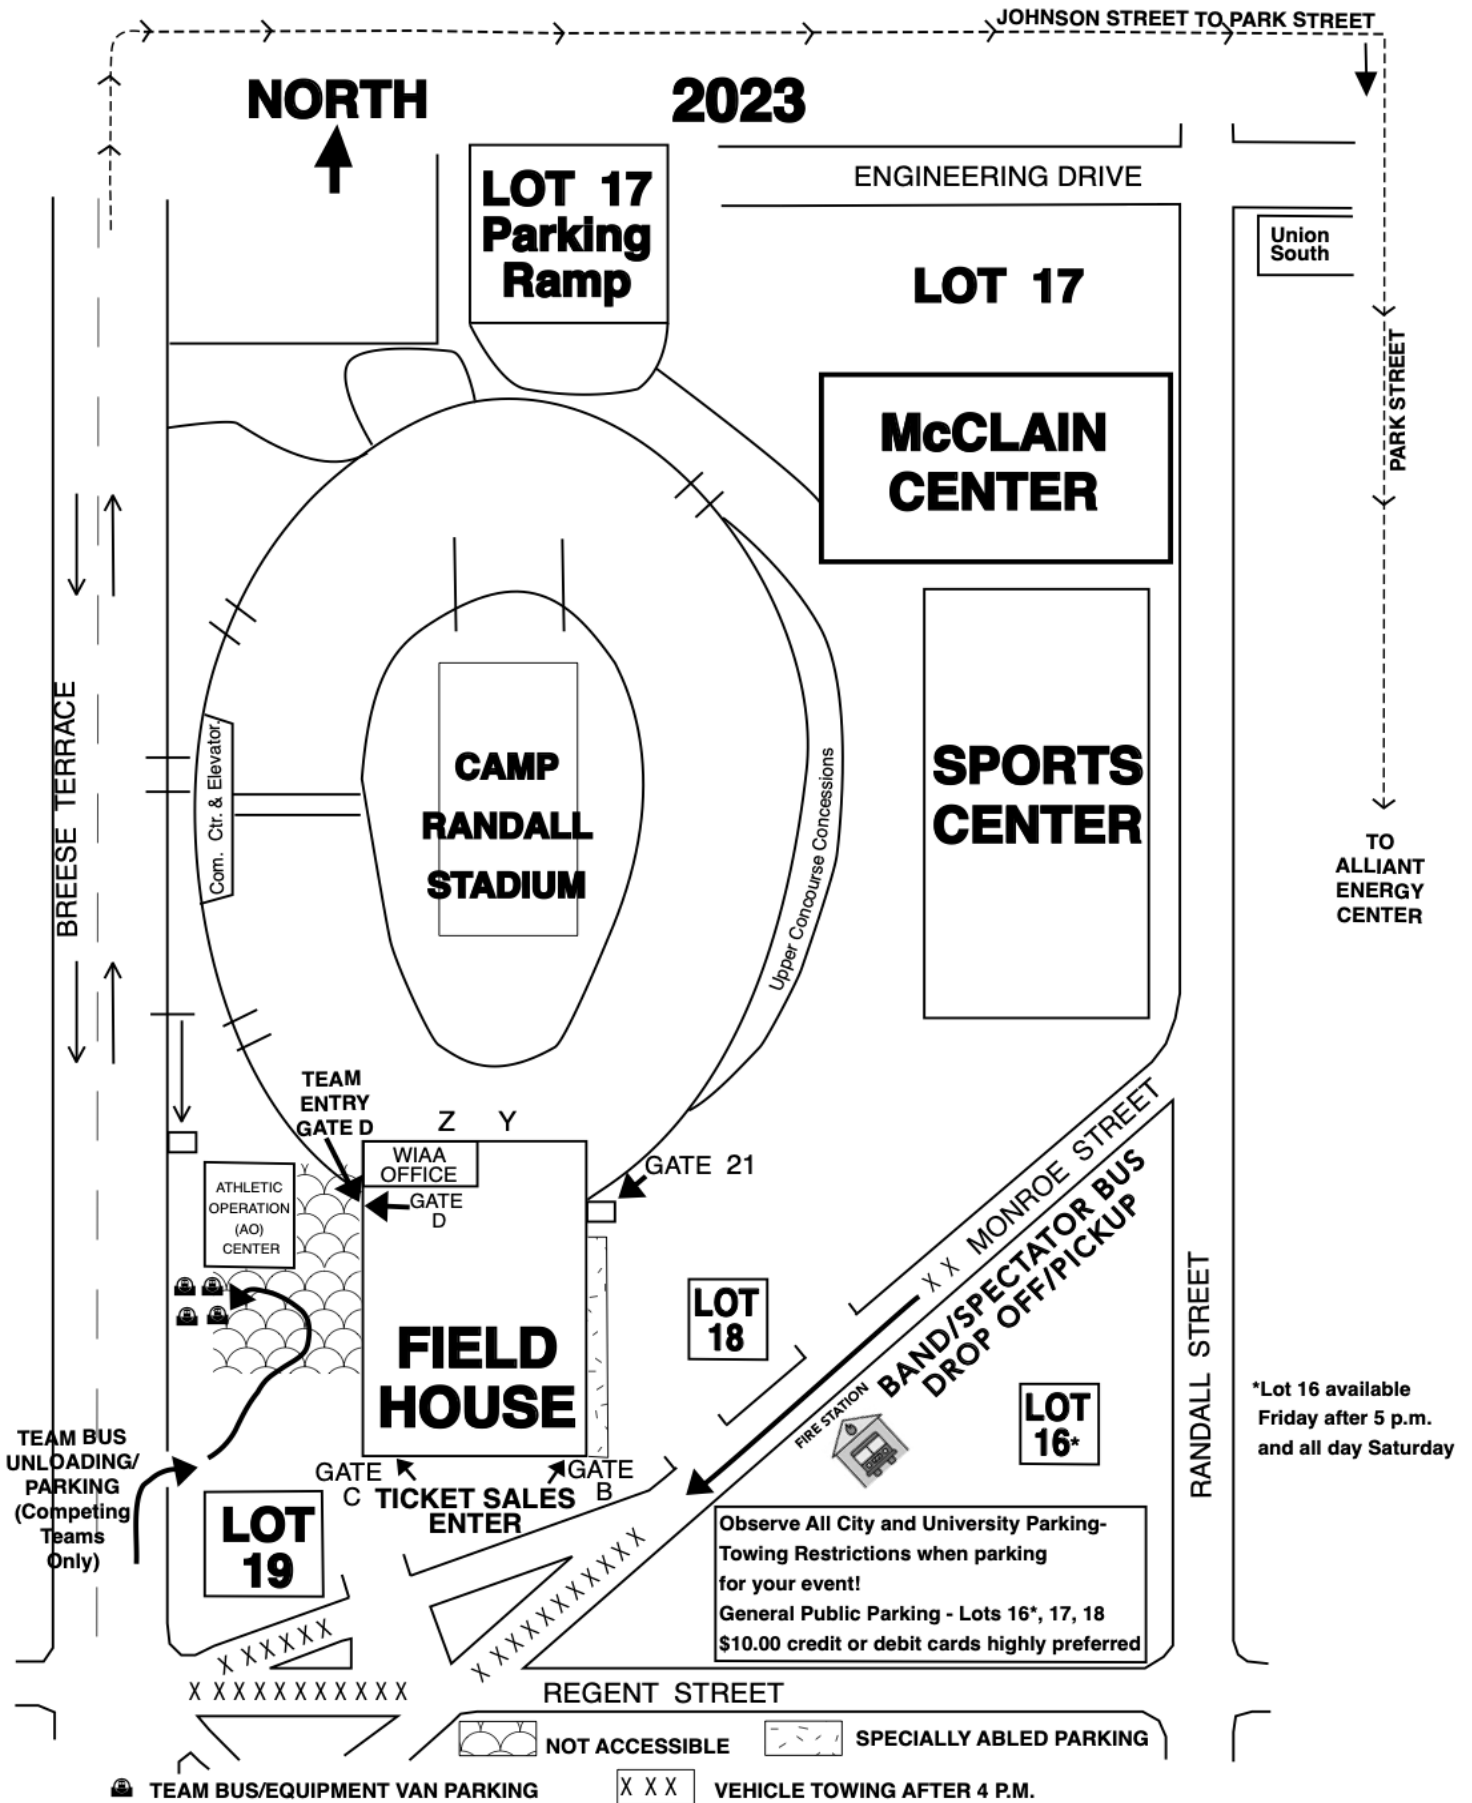 JOHNSON STREET TO PARK STREET
NORTH
2023
LOT 17
Parking
Ramp
ENGINEERING DRIVE
Union
South
LOT 17
PARK STREET
McCLAIN
CENTER
BREESE TERRACE
Com. Ctr. & Elevator.
CAMP
RANDALL
STADIUM
Upper Concourse Concessions
SPORTS
CENTER
TO
ALLIANT
ENERGY
CENTER
TEAM
ENTRY
GATE D
Z Y
WIAA
OFFICE
GATE
D
GATE 21
ATHLETIC
OPERATION
(AO)
CENTER
X X MONROE STREET
BAND/SPECTATOR BUS
DROP OFF/PICKUP
RANDALL STREET
LOT
18
FIELD
HOUSE
FIRE STATION
LOT
16*
*Lot 16 available
Friday after 5 p.m.
and all day Saturday
TEAM BUS
UNLOADING/
PARKING
(Competing
Teams
Only)
GATE
C
TICKET SALES
ENTER
GATE
B
LOT
19
Observe All City and University Parking-
Towing Restrictions when parking
for your event!
General Public Parking - Lots 16*, 17, 18
$10.00 credit or debit cards highly preferred
X X X X X
X X X X X X X X X X X
X X X X X X X X X X
REGENT STREET
NOT ACCESSIBLE
SPECIALLY ABLED PARKING
TEAM BUS/EQUIPMENT VAN PARKING
X X X
VEHICLE TOWING AFTER 4 P.M.